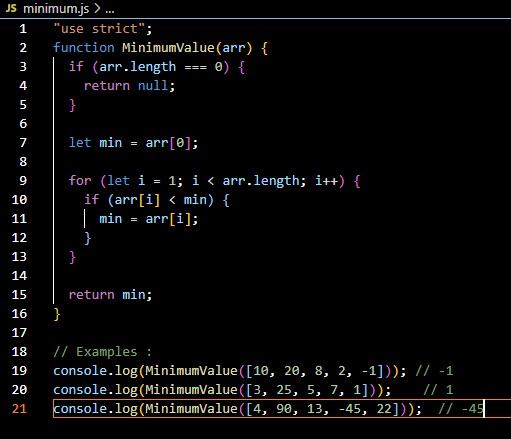 JS minimum.js > ...
1 "use strict";
2 function MinimumValue(arr) {
3   if (arr.length === 0) {
4     return null;
5   }
6
7   let min = arr[0];
8
9   for (let i = 1; i < arr.length; i++) {
10     if (arr[i] < min) {
11       min = arr[i];
12     }
13   }
14
15   return min;
16 }
17
18 // Examples :
19 console.log(MinimumValue([10, 20, 8, 2, -1])); // -1
20 console.log(MinimumValue([3, 25, 5, 7, 1]));    // 1
21 console.log(MinimumValue([4, 90, 13, -45, 22]));  // -45